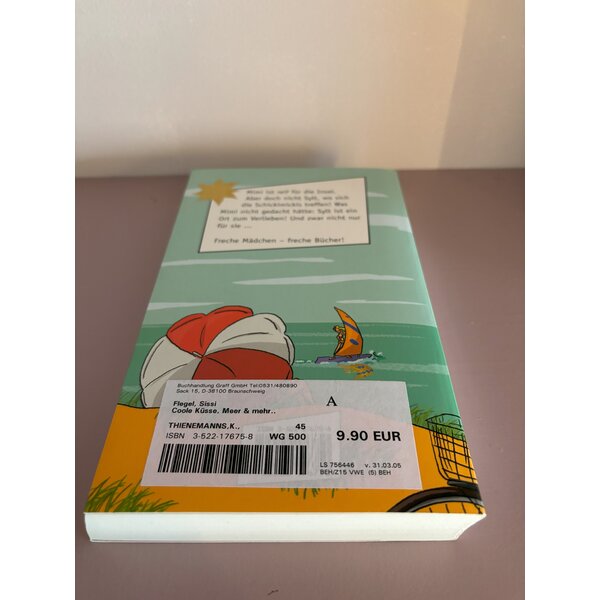 Mimi ist reif für die Insel.
Aber doch nicht Sylt, wo sich
die Schickimickis treffen! Was
Mimi nicht gedacht hätte: Sylt ist ein
Ort zum Verlieben! Und zwar nicht nur
für sie ...
Freche Mädchen – freche Bücher!
Buchhandlung Graff GmbH Tel:0531/480890
Sack 15, D-38100 Braunschweig
Flegel, Sissi
Coole Küsse, Meer & mehr..
A
THIENEMANNS,K.. 45
ISBN 3-522-17675-8 WG 500
9.90 EUR
LS 756446 v. 31.03.05
BEH/Z15 VWE (5) BEH